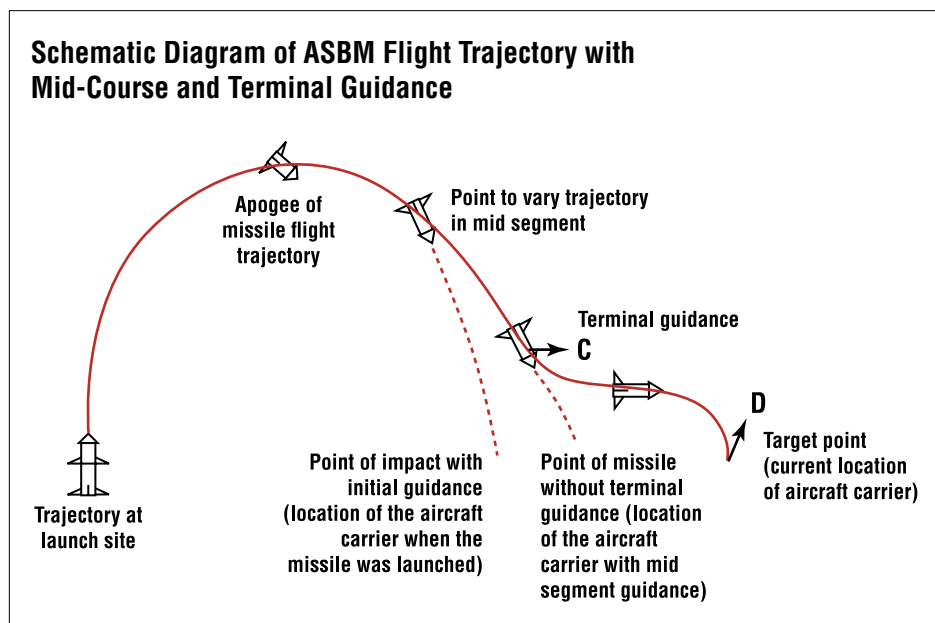 Schematic Diagram of ASBM Flight Trajectory with
Mid-Course and Terminal Guidance
Apogee of
missile flight
trajectory
Point to vary trajectory
in mid segment
Terminal guidance
C
D
Target point
(current location
of aircraft carrier)
Point of impact with
initial guidance
(location of the aircraft
carrier when the
missile was launched)
Point of missile
without terminal
guidance (location
of the aircraft
carrier with mid
segment guidance)
Trajectory at
launch site